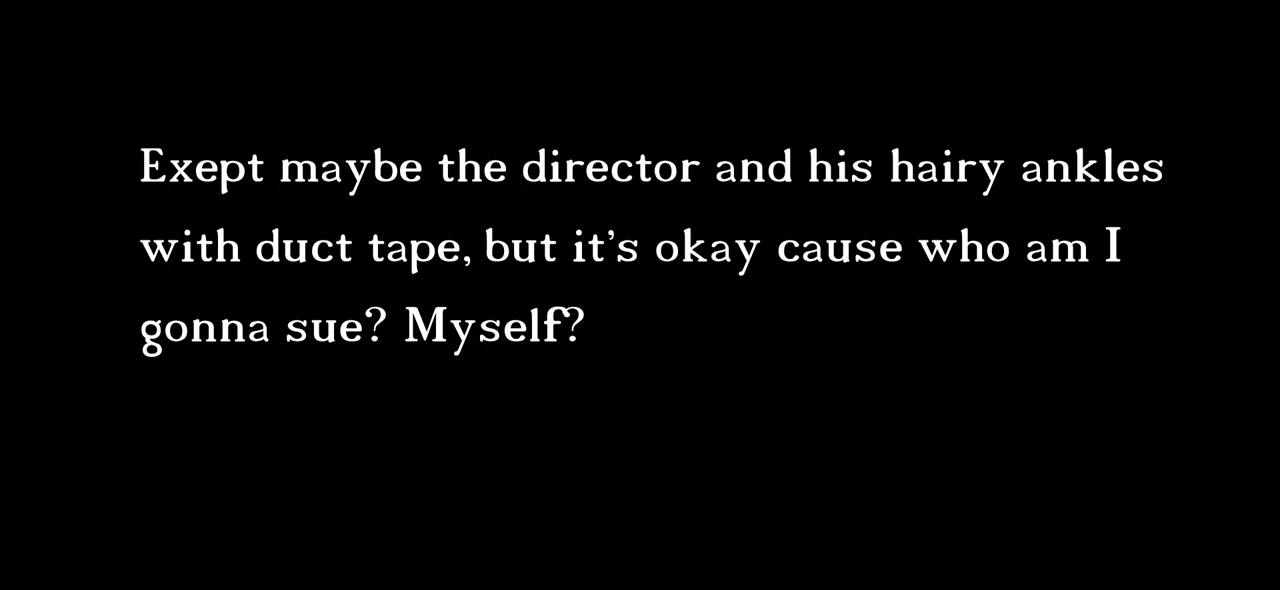 Exept maybe the director and his hairy ankles
with duct tape, but it’s okay cause who am I
gonna sue? Myself?